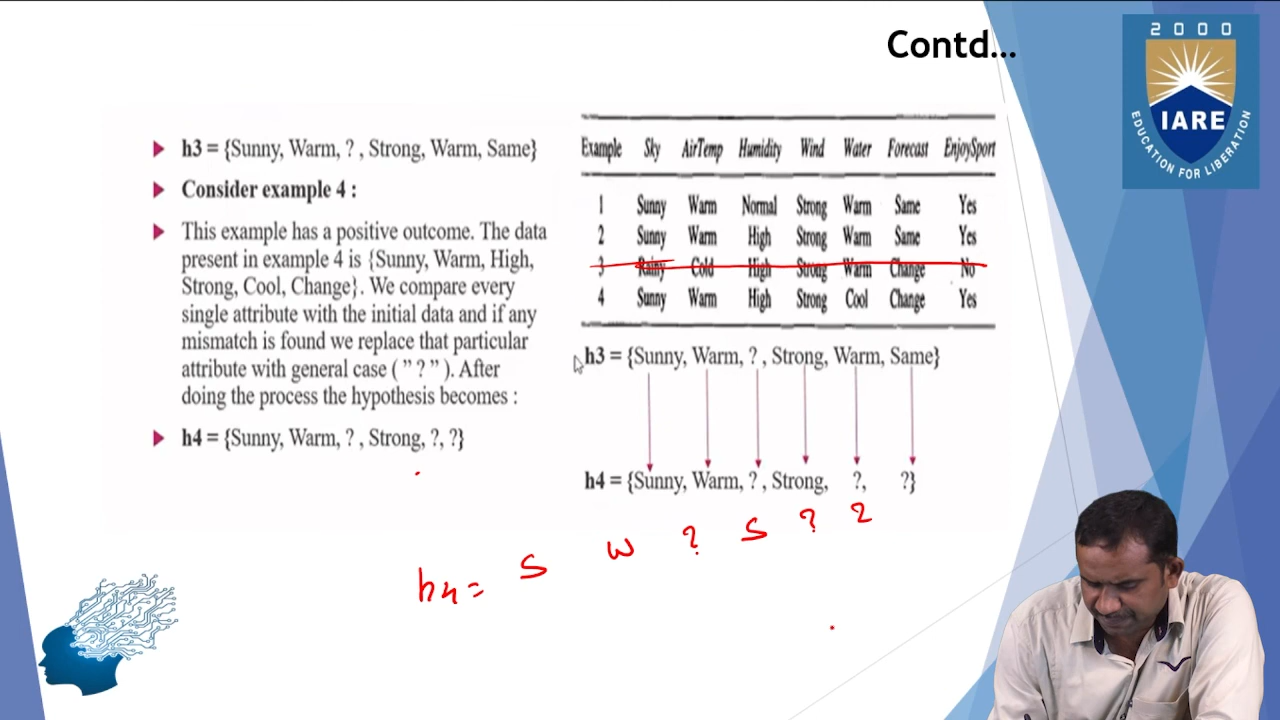 Contd...
2 0 0 0
IARE
EDUCATION FOR LIBERATION
h3 = {Sunny, Warm, ? , Strong, Warm, Same}
Consider example 4 :
This example has a positive outcome. The data
present in example 4 is {Sunny, Warm, High,
Strong, Cool, Change}. We compare every
single attribute with the initial data and if any
mismatch is found we replace that particular
attribute with general case ( ” ? ” ). After
doing the process the hypothesis becomes :
h4 = {Sunny, Warm, ? , Strong, ?, ?}
Example Sky AirTemp Humidity Wind Water Forecast EnjoySport
1 Sunny Warm Normal Strong Warm Same Yes
2 Sunny Warm High Strong Warm Same Yes
3 Rainy Cold High Strong Warm Change No
4 Sunny Warm High Strong Cool Change Yes
h3 = {Sunny, Warm, ? , Strong, Warm, Same}
h4 = {Sunny, Warm, ? , Strong, ?, ?}
h4 = S W ? S ? ?